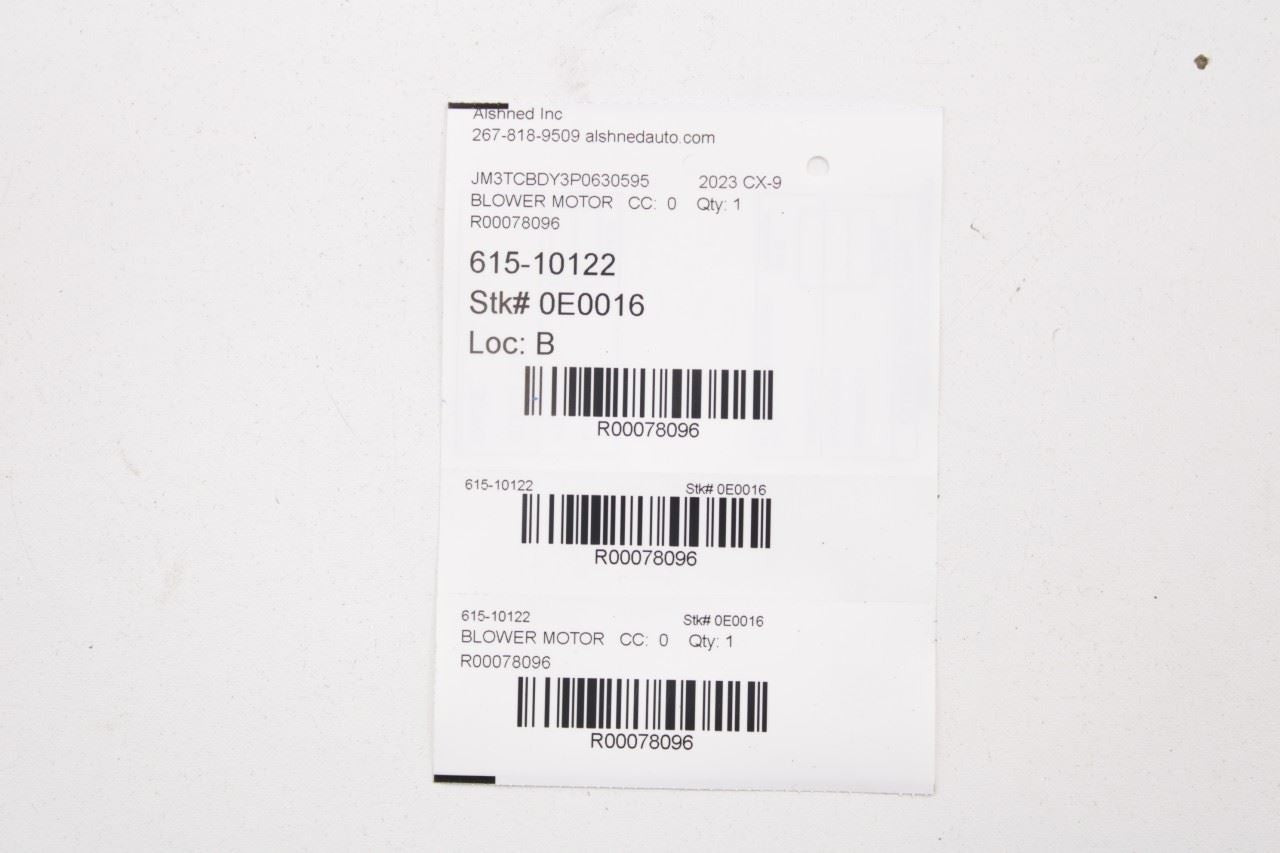 Alshned Inc
267-818-9509 alshnedauto.com
JM3TCBDY3P0630595 2023 CX-9
BLOWER MOTOR CC: 0 Qty: 1
R00078096
615-10122
Stk# 0E0016
Loc: B
R00078096
615-10122 Stk# 0E0016
R00078096
615-10122 Stk# 0E0016
BLOWER MOTOR CC: 0 Qty: 1
R00078096
R00078096